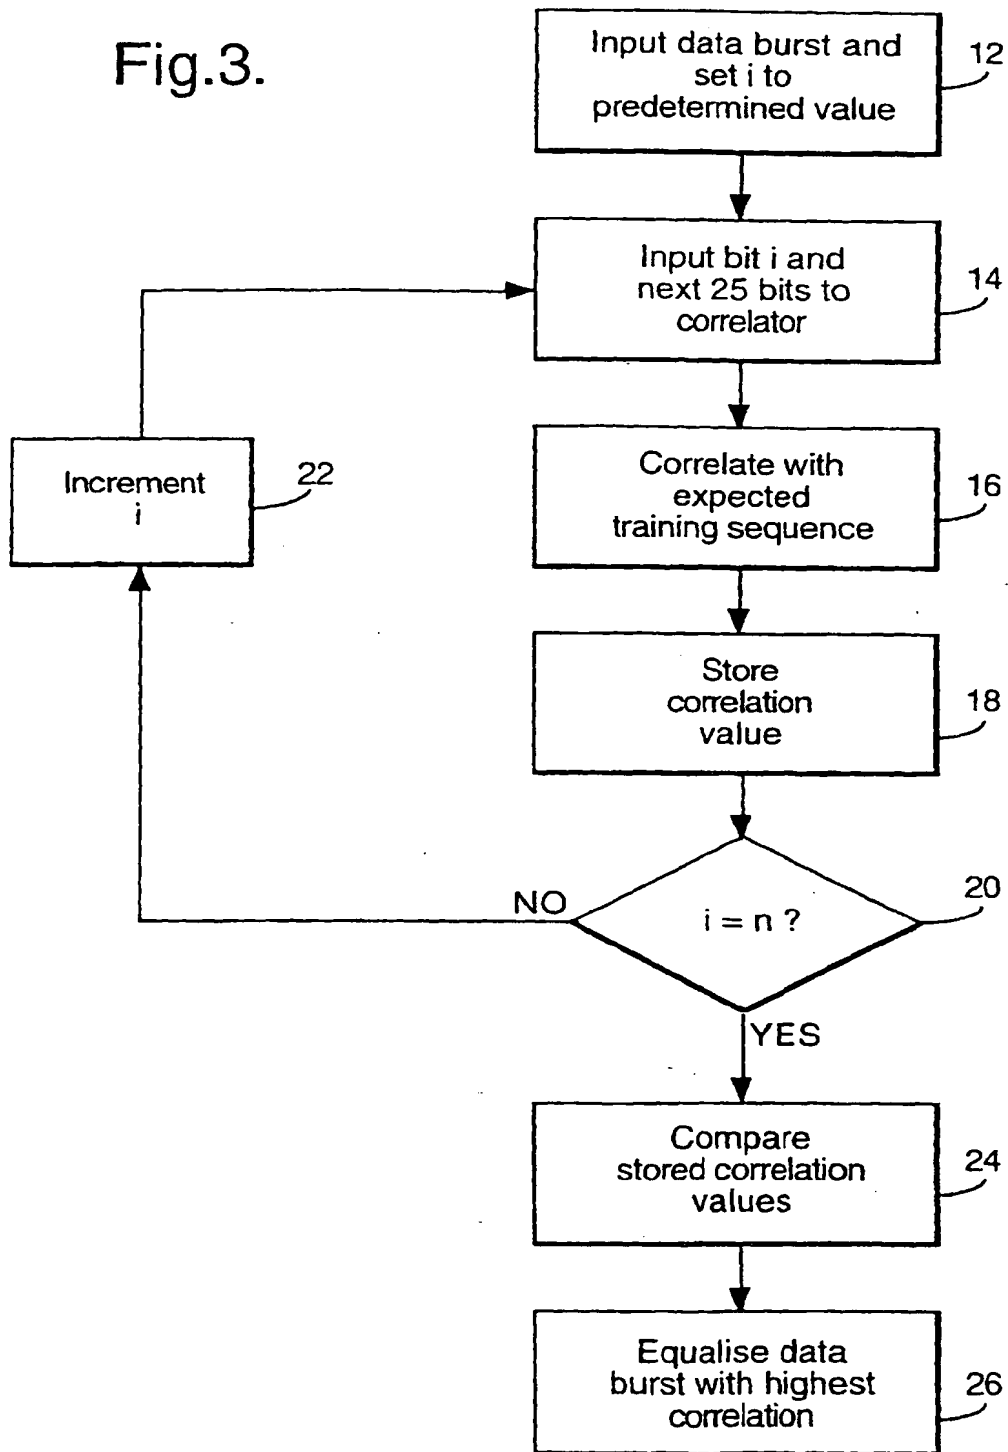 Fig.3.
Input data burst and
set i to
predetermined value
12
Input bit i and
next 25 bits to
correlator
14
Increment
i
22
Correlate with
expected
training sequence
16
Store
correlation
value
18
NO
i = n ?
20
YES
Compare
stored correlation
values
24
Equalise data
burst with highest
correlation
26